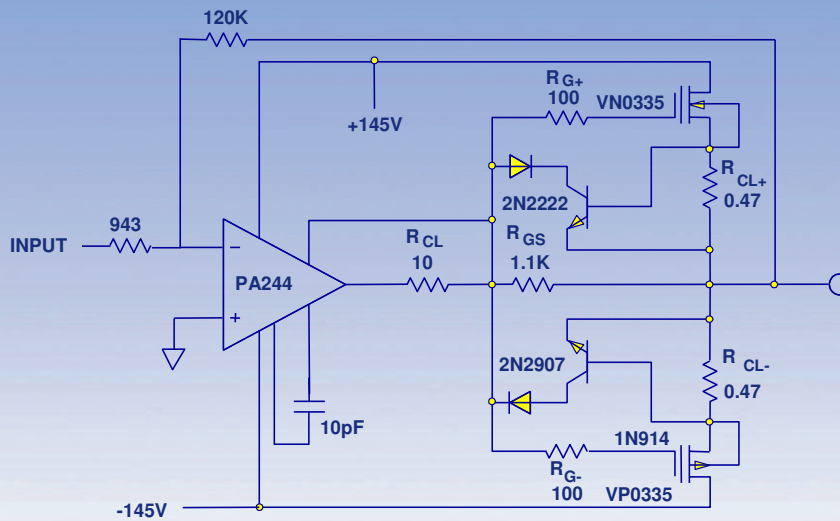 120K
R G+
100
VN0335
+145V
R CL+
0.47
943
2N2222
INPUT
R CL
10
R GS
1.1K
−
PA244
+
2N2907
R CL-
0.47
10pF
1N914
R G-
100
VP0335
-145V